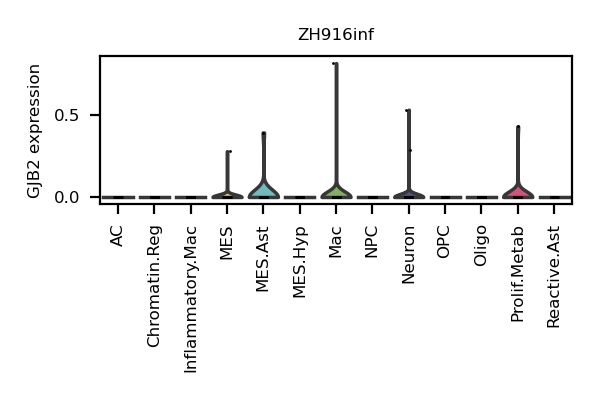 ZH916inf
GJB2 expression
0.5
0.0
AC
Chromatin.Reg
Inflammatory.Mac
MES
MES.Ast
MES.Hyp
Mac
NPC
Neuron
OPC
Oligo
Prolif.Metab
Reactive.Ast